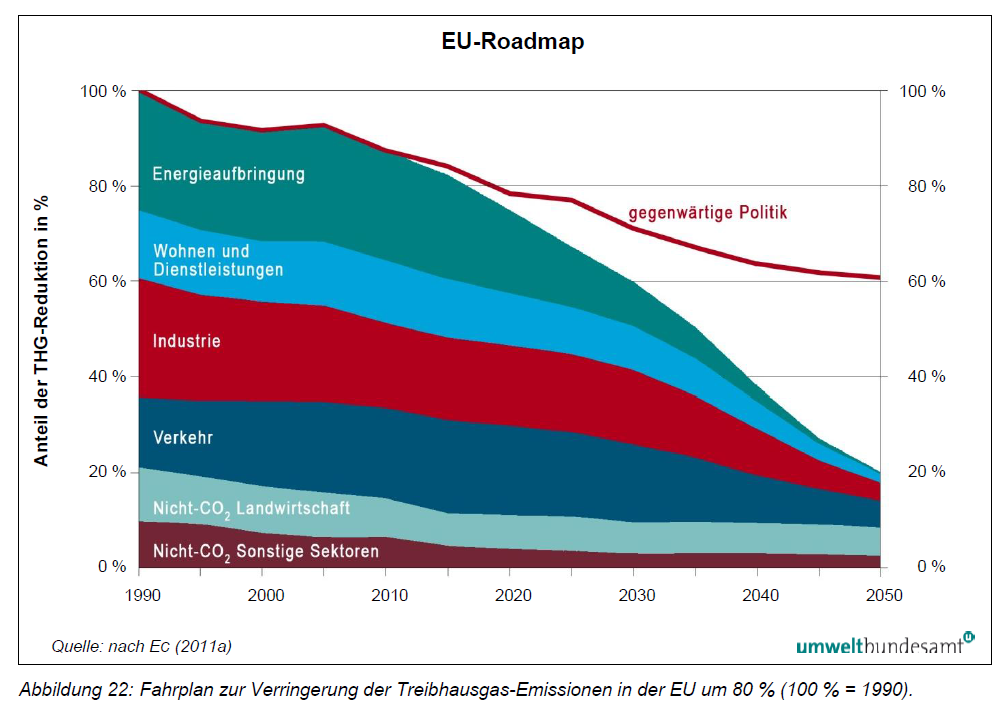 EU-Roadmap
Anteil der THG-Reduktion in %
100 %
80 %
60 %
40 %
20 %
0 %
100 %
80 %
60 %
40 %
20 %
0 %
Energieaufbringung
gegenwärtige Politik
Wohnen und
Dienstleistungen
Industrie
Verkehr
Nicht-CO₂ Landwirtschaft
Nicht-CO₂ Sonstige Sektoren
1990 2000 2010 2020 2030 2040 2050
Quelle: nach EC (2011a)
umweltbundesamt u
Abbildung 22: Fahrplan zur Verringerung der Treibhausgas-Emissionen in der EU um 80 % (100 % = 1990).